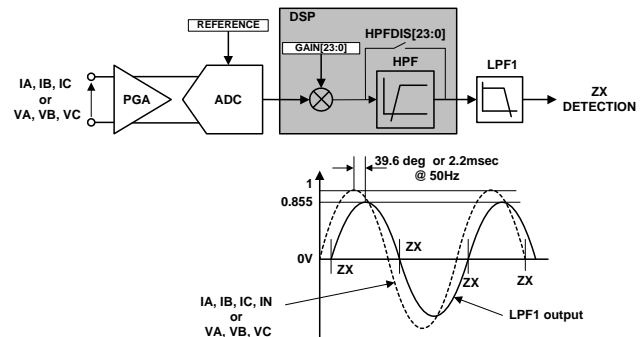 DSP
REFERENCE
HPFDIS[23:0]
GAIN[23:0]
HPF
LPF1
IA, IB, IC
or
VA, VB, VC
PGA
ADC
ZX
DETECTION
39.6 deg or 2.2msec
@ 50Hz
1
0.855
0V
ZX
ZX
ZX
ZX
IA, IB, IC, IN
or
VA, VB, VC
LPF1 output